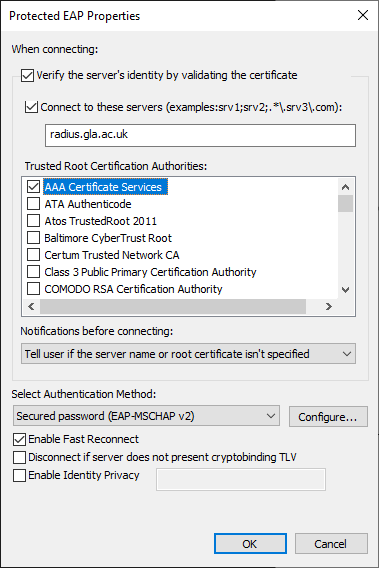 Protected EAP Properties
When connecting:
Verify the server's identity by validating the certificate
Connect to these servers (examples:srv1;srv2;.*\.srv3\.com):
radius.gla.ac.uk
Trusted Root Certification Authorities:
AAA Certificate Services
ATA Authenticode
Atos TrustedRoot 2011
Baltimore CyberTrust Root
Certum Trusted Network CA
Class 3 Public Primary Certification Authority
COMODO RSA Certification Authority
Notifications before connecting:
Tell user if the server name or root certificate isn't specified
Select Authentication Method:
Secured password (EAP-MSCHAP v2)
Configure...
Enable Fast Reconnect
Disconnect if server does not present cryptobinding TLV
Enable Identity Privacy
OK
Cancel